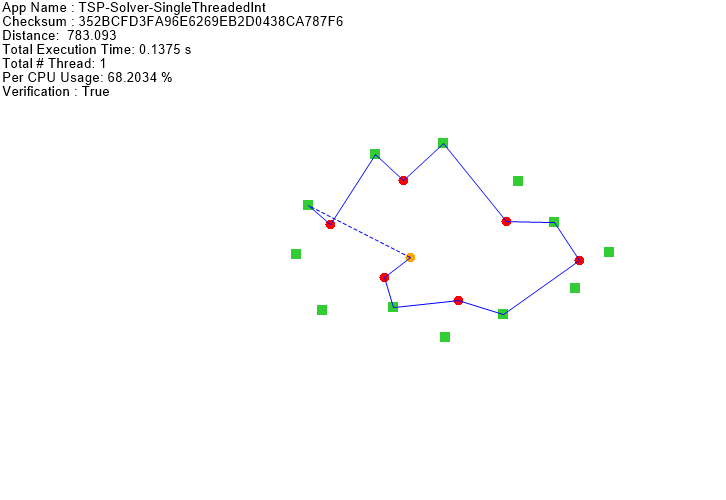 App Name : TSP-Solver-SingleThreadedInt
Checksum : 352BCFD3FA96E6269EB2D0438CA787F6
Distance:  783.093
Total Execution Time: 0.1375 s
Total # Thread: 1
Per CPU Usage: 68.2034 %
Verification : True